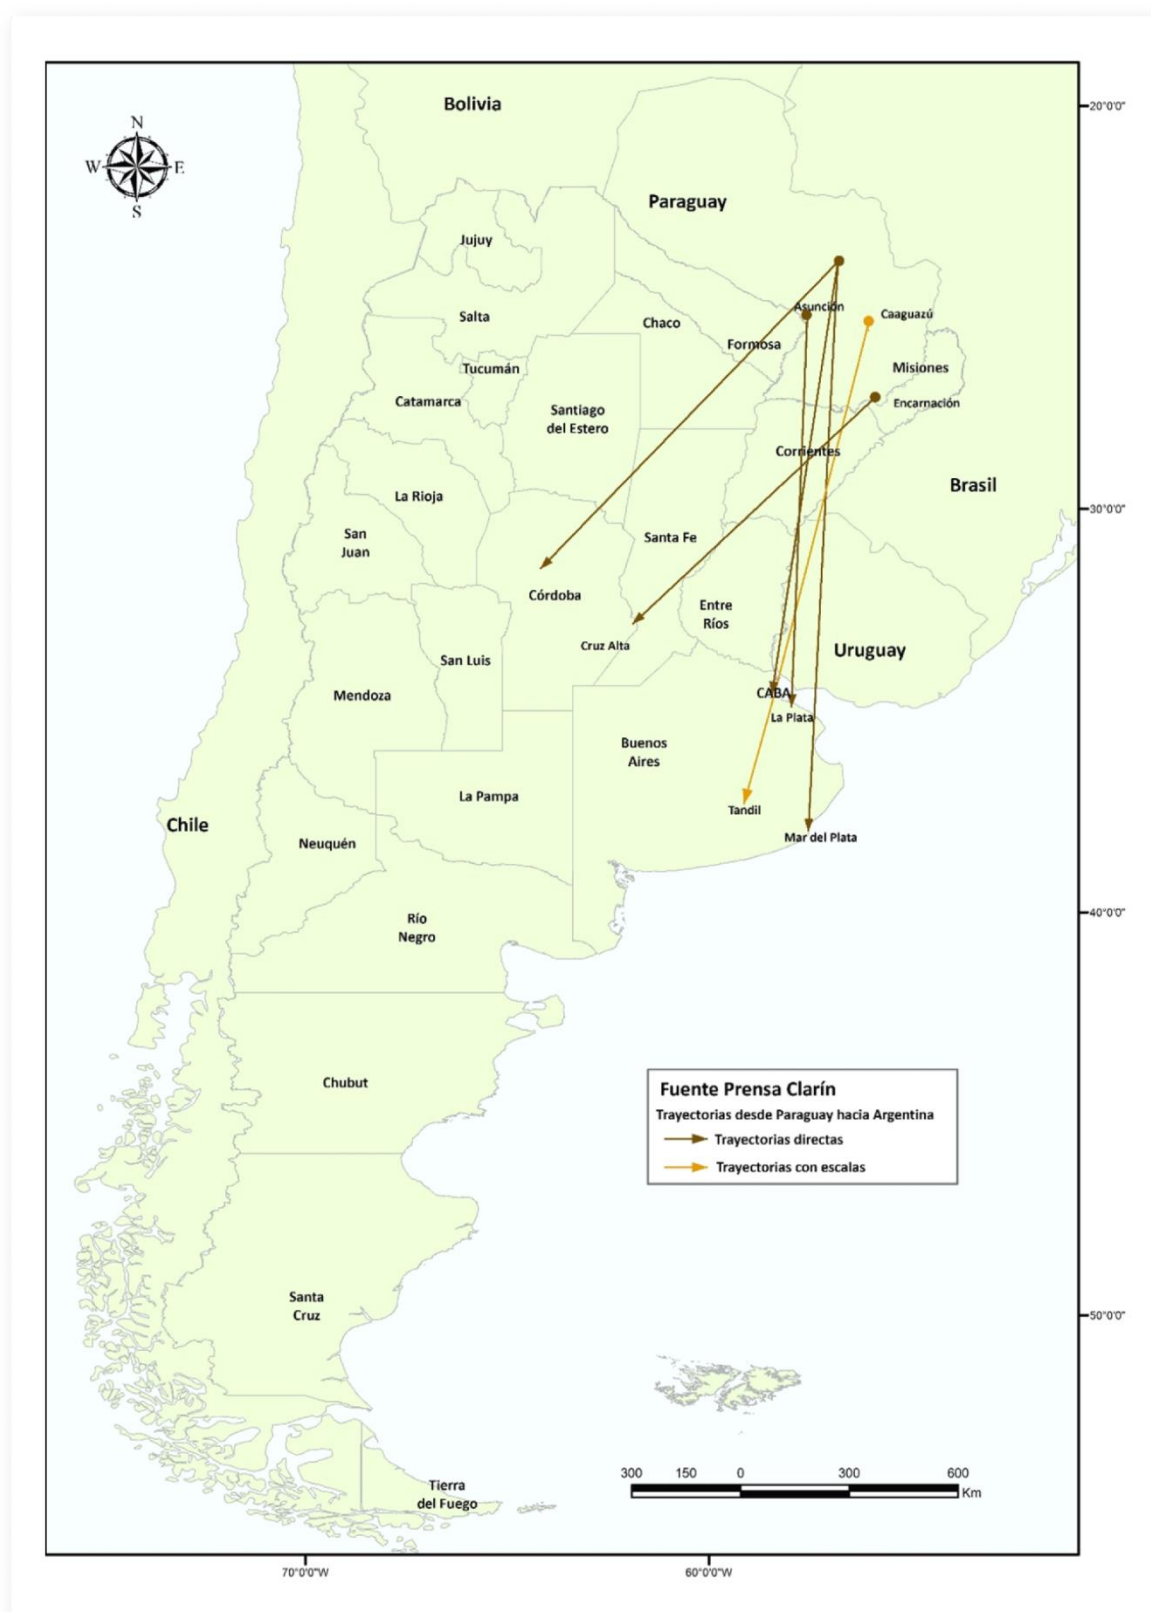 Bolivia
20°0'0"
N
W
E
S
Paraguay
Jujuy
Asunción
Caaguazú
Salta
Chaco
Formosa
Tucumán
Misiones
Catamarca
Encarnación
Santiago
del Estero
Corrientes
Brasil
La Rioja
30°0'0"
San
Juan
Santa Fe
Córdoba
Entre
Ríos
Cruz Alta
Uruguay
San Luis
Mendoza
CABA
La Plata
Buenos
Aires
La Pampa
Tandil
Chile
Mar del Plata
Neuquén
Río
Negro
40°0'0"
Chubut
Fuente Prensa Clarín
Trayectorias desde Paraguay hacia Argentina
Trayectorias directas
Trayectorias con escalas
Santa
Cruz
50°0'0"
Tierra
del Fuego
300 150 0 300 600
Km
70°0'0"W
60°0'0"W